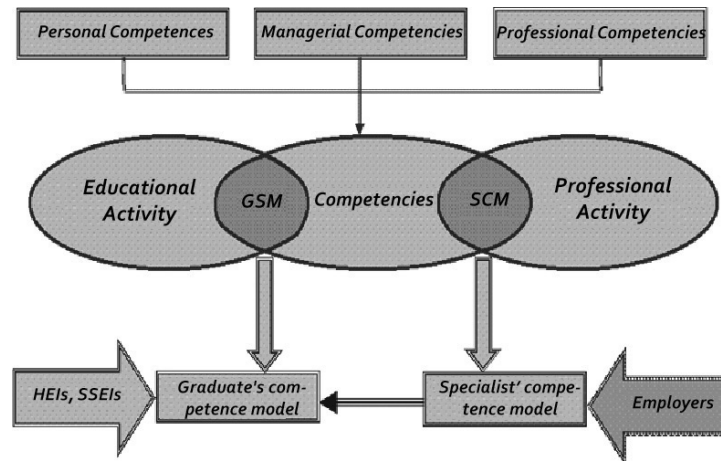 Personal Competences
Managerial Competencies
Professional Competencies
Educational
Activity
GSM
Competencies
SCM
Professional
Activity
HEIs, SSEIs
Graduate's com-
petence model
Specialist’ compe-
tence model
Employers